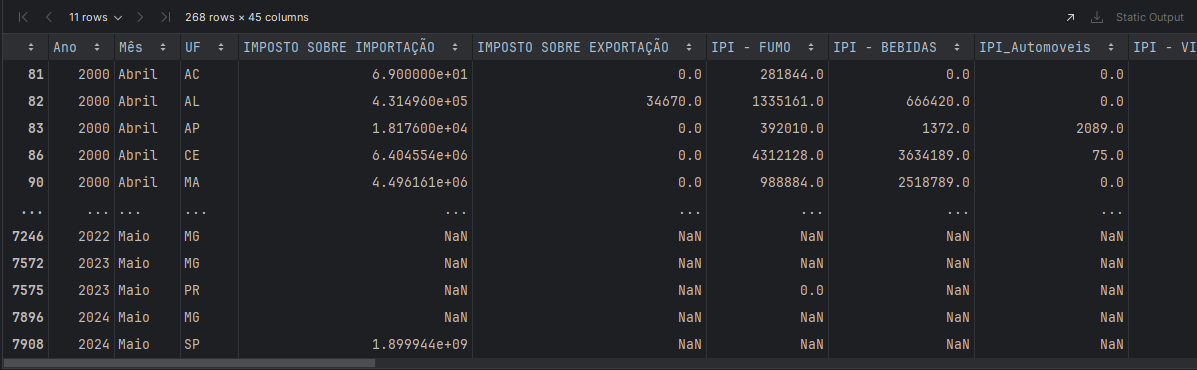 11 rows 268 rows × 45 columns Static Output
Ano Mês UF IMPOSTO SOBRE IMPORTAÇÃO IMPOSTO SOBRE EXPORTAÇÃO IPI - FUMO IPI - BEBIDAS IPI_Automoveis IPI - VI
81 2000 Abril AC 6.900000e+01 0.0 281844.0 0.0 0.0
82 2000 Abril AL 4.314960e+05 34670.0 1335161.0 666420.0 0.0
83 2000 Abril AP 1.817600e+04 0.0 392010.0 1372.0 2089.0
86 2000 Abril CE 6.404554e+06 0.0 4312128.0 3634189.0 75.0
90 2000 Abril MA 4.496161e+06 0.0 988884.0 2518789.0 0.0
... ... ... ... ... ... ... ... ...
7246 2022 Maio MG NaN NaN NaN NaN NaN
7572 2023 Maio MG NaN NaN NaN NaN NaN
7575 2023 Maio PR NaN NaN 0.0 NaN NaN
7896 2024 Maio MG NaN NaN NaN NaN NaN
7908 2024 Maio SP 1.899944e+09 NaN NaN NaN NaN